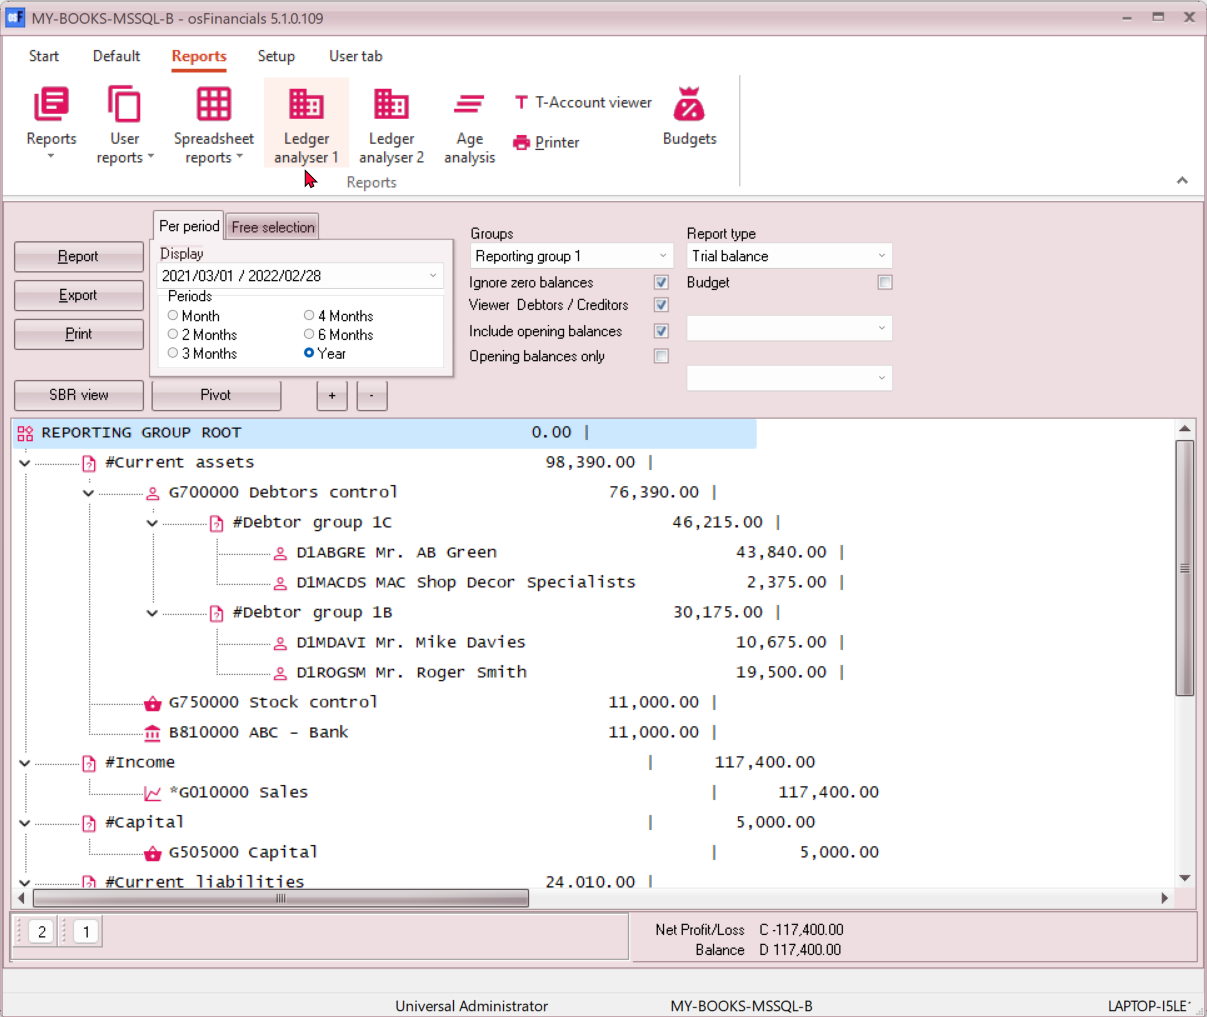 osF MY-BOOKS-MSSQL-B - osFinancials 5.1.0.109
Start Default Reports Setup User tab
Reports
User reports
Spreadsheet reports
Ledger analyser 1
Ledger analyser 2
Age analysis
T-Account viewer
Printer
Budgets
Reports
Report
Export
Print
Per period Free selection
Display
2021/03/01 / 2022/02/28
Periods
Month 4 Months
2 Months 6 Months
3 Months Year
Groups
Reporting group 1
Ignore zero balances
Viewer Debtors / Creditors
Include opening balances
Opening balances only
Report type
Trial balance
Budget
SBR view Pivot + -
REPORTING GROUP ROOT 0.00 |
#Current assets 98,390.00 |
G700000 Debtors control 76,390.00 |
#Debtor group 1C 46,215.00 |
D1ABGRE Mr. AB Green 43,840.00 |
D1MACDS MAC Shop Decor Specialists 2,375.00 |
#Debtor group 1B 30,175.00 |
D1MDAVI Mr. Mike Davies 10,675.00 |
D1ROGSM Mr. Roger Smith 19,500.00 |
G750000 Stock control 11,000.00 |
B810000 ABC - Bank 11,000.00 |
#Income | 117,400.00
*G010000 Sales | 117,400.00
#Capital | 5,000.00
G505000 Capital | 5,000.00
#Current liabilities 24,010.00 |
2 1
Net Profit/Loss C -117,400.00
Balance D 117,400.00
Universal Administrator MY-BOOKS-MSSQL-B LAPTOP-I5LE